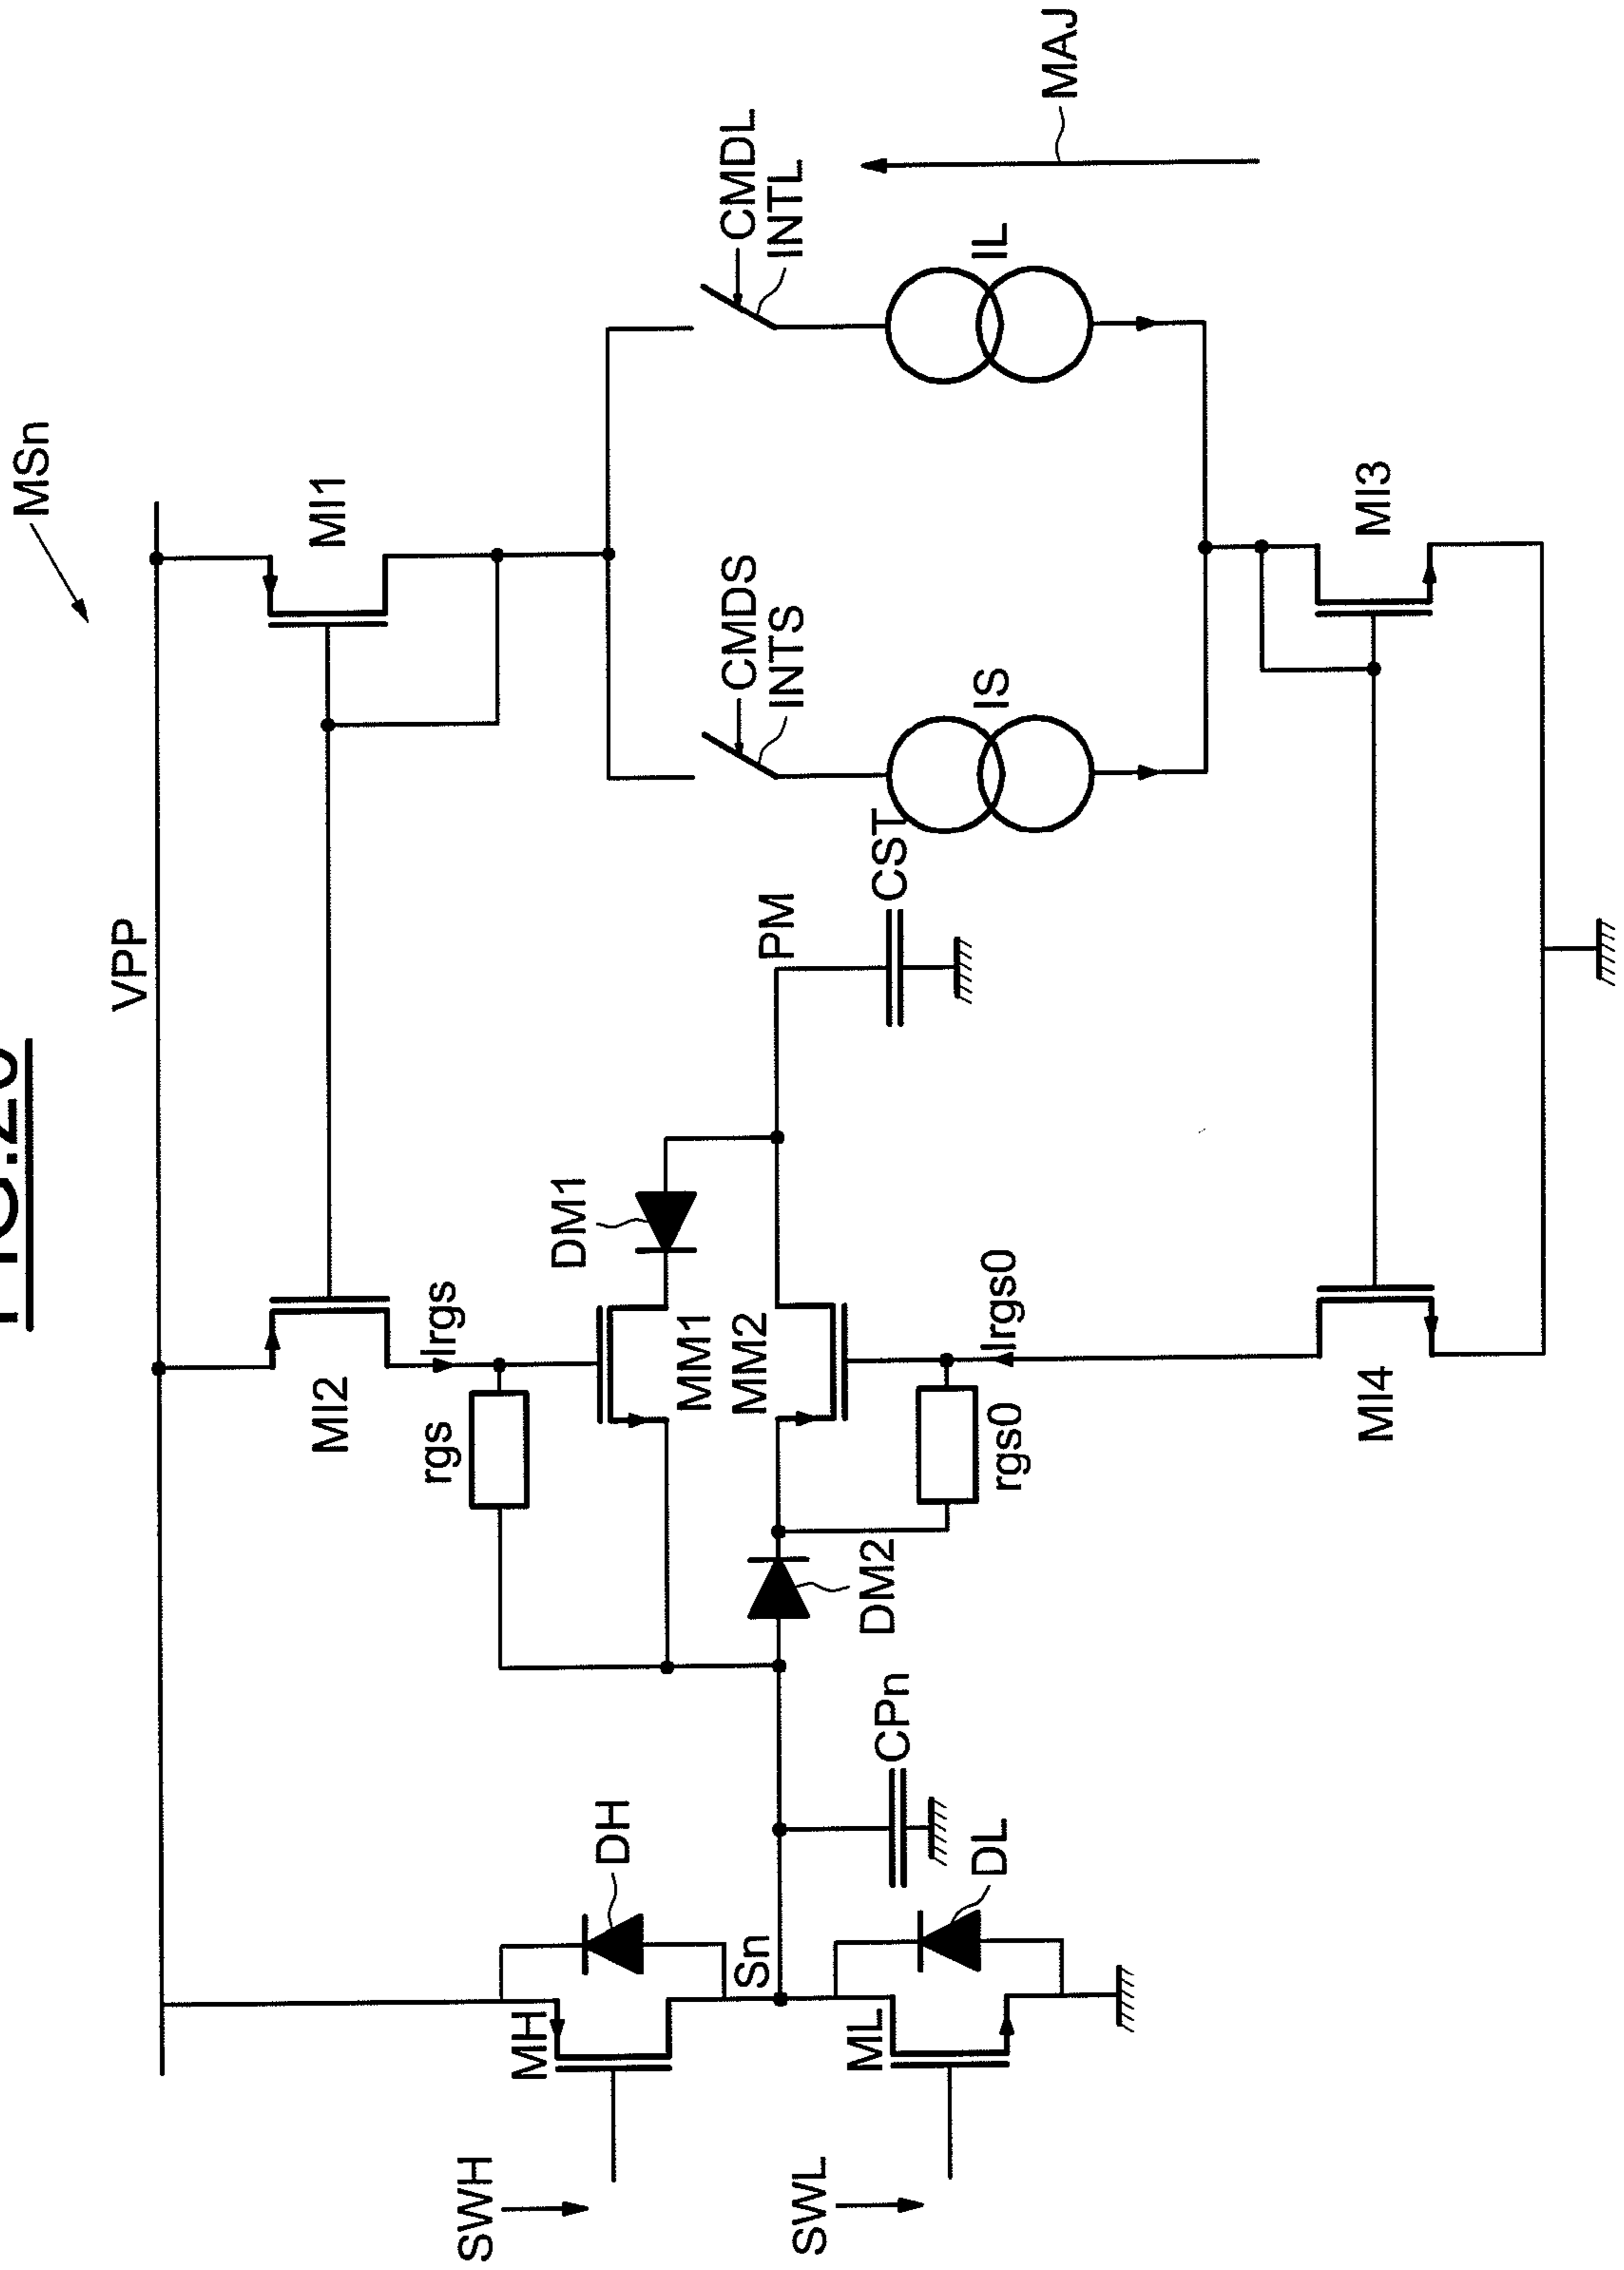 MSn
VPP
MI2
MI1
Irgs
rgs
DM1
MM1
MM2
PM
CST
CMDS
INTS
CMDL
INTL
IS
IL
MAJ
SWH
MH
DH
Sn
CPn
DM2
rgs0
Irgs0
SWL
ML
DL
MI4
MI3